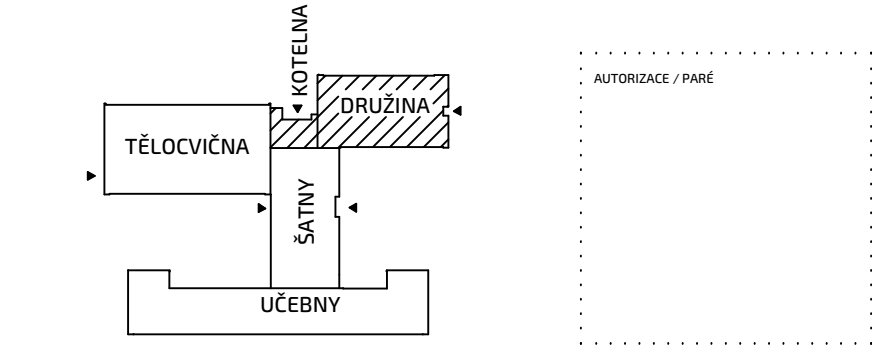 KOTELNA
AUTORIZACE / PARÉ
DRUŽINA
TĚLOCVIČNA
ŠATNY
UČEBNY